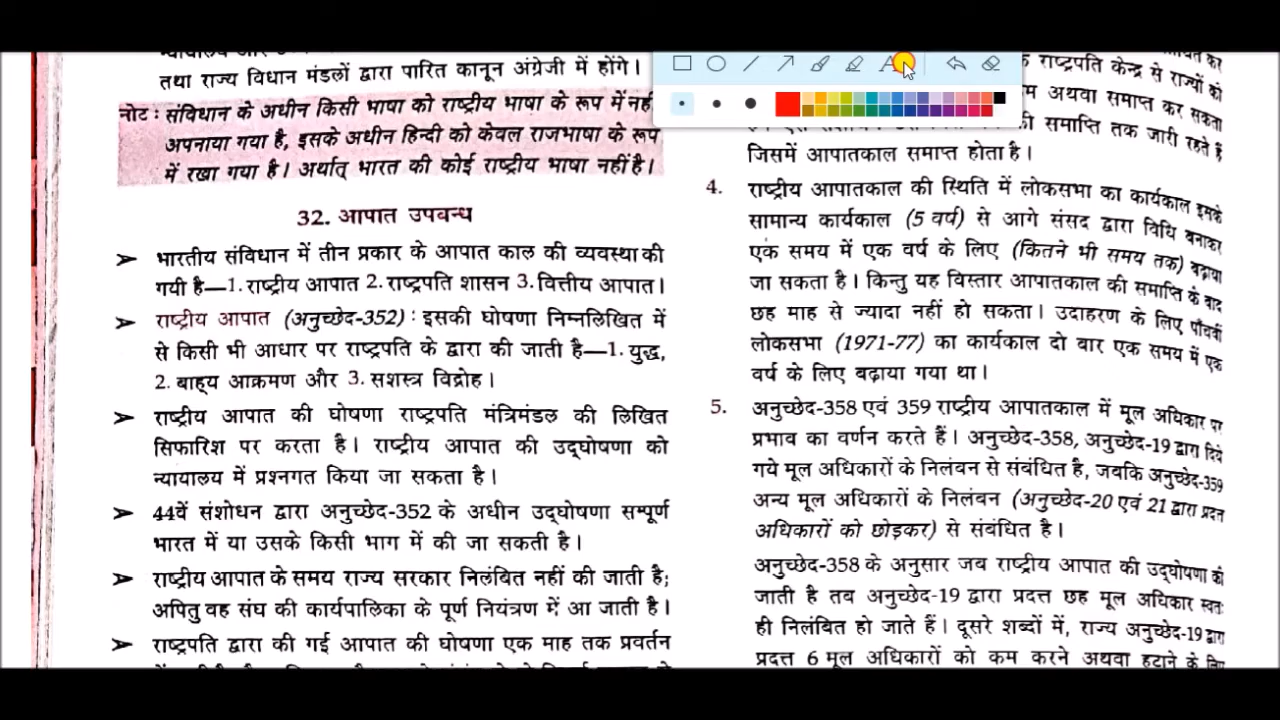 तथा राज्य विधान मंडलों द्वारा पारित कानून अंग्रेजी में होंगे।
नोट : संविधान के अधीन किसी भाषा को राष्ट्रीय भाषा के रूप में नहीं
अपनाया गया है, इसके अधीन हिन्दी को केवल राजभाषा के रूप
में रखा गया है। अर्थात् भारत की कोई राष्ट्रीय भाषा नहीं है।
32. आपात उपबन्ध
➢ भारतीय संविधान में तीन प्रकार के आपात काल की व्यवस्था की
गयी है—1. राष्ट्रीय आपात 2. राष्ट्रपति शासन 3. वित्तीय आपात।
➢ राष्ट्रीय आपात (अनुच्छेद-352) : इसकी घोषणा निम्नलिखित में
से किसी भी आधार पर राष्ट्रपति के द्वारा की जाती है—1. युद्ध,
2. बाह्य आक्रमण और 3. सशस्त्र विद्रोह।
➢ राष्ट्रीय आपात की घोषणा राष्ट्रपति मंत्रिमंडल की लिखित
सिफारिश पर करता है। राष्ट्रीय आपात की उद्घोषणा को
न्यायालय में प्रश्नगत किया जा सकता है।
➢ 44वें संशोधन द्वारा अनुच्छेद-352 के अधीन उद्घोषणा सम्पूर्ण
भारत में या उसके किसी भाग में की जा सकती है।
➢ राष्ट्रीय आपात के समय राज्य सरकार निलंबित नहीं की जाती है;
अपितु वह संघ की कार्यपालिका के पूर्ण नियंत्रण में आ जाती है।
➢ राष्ट्रपति द्वारा की गई आपात की घोषणा एक माह तक प्रवर्तन
राष्ट्रपति केन्द्र से राज्यों को
अथवा समाप्त कर सकता
की समाप्ति तक जारी रहते हैं
जिसमें आपातकाल समाप्त होता है।
4. राष्ट्रीय आपातकाल की स्थिति में लोकसभा का कार्यकाल इसके
सामान्य कार्यकाल (5 वर्ष) से आगे संसद द्वारा विधि बनाकर
एक समय में एक वर्ष के लिए (कितने भी समय तक) बढ़ाया
जा सकता है। किन्तु यह विस्तार आपातकाल की समाप्ति के बाद
छह माह से ज्यादा नहीं हो सकता। उदाहरण के लिए पाँचवीं
लोकसभा (1971-77) का कार्यकाल दो बार एक समय में एक
वर्ष के लिए बढ़ाया गया था।
5. अनुच्छेद-358 एवं 359 राष्ट्रीय आपातकाल में मूल अधिकार पर
प्रभाव का वर्णन करते हैं। अनुच्छेद-358, अनुच्छेद-19 द्वारा दिये
गये मूल अधिकारों के निलंबन से संबंधित है, जबकि अनुच्छेद-359
अन्य मूल अधिकारों के निलंबन (अनुच्छेद-20 एवं 21 द्वारा प्रदत्त
अधिकारों को छोड़कर) से संबंधित है।
अनुच्छेद-358 के अनुसार जब राष्ट्रीय आपात की उद्घोषणा की
जाती है तब अनुच्छेद-19 द्वारा प्रदत्त छह मूल अधिकार स्वतः
ही निलंबित हो जाते हैं। दूसरे शब्दों में, राज्य अनुच्छेद-19 द्वारा
प्रदत्त 6 मूल अधिकारों को कम करने अथवा हटाने के लिए